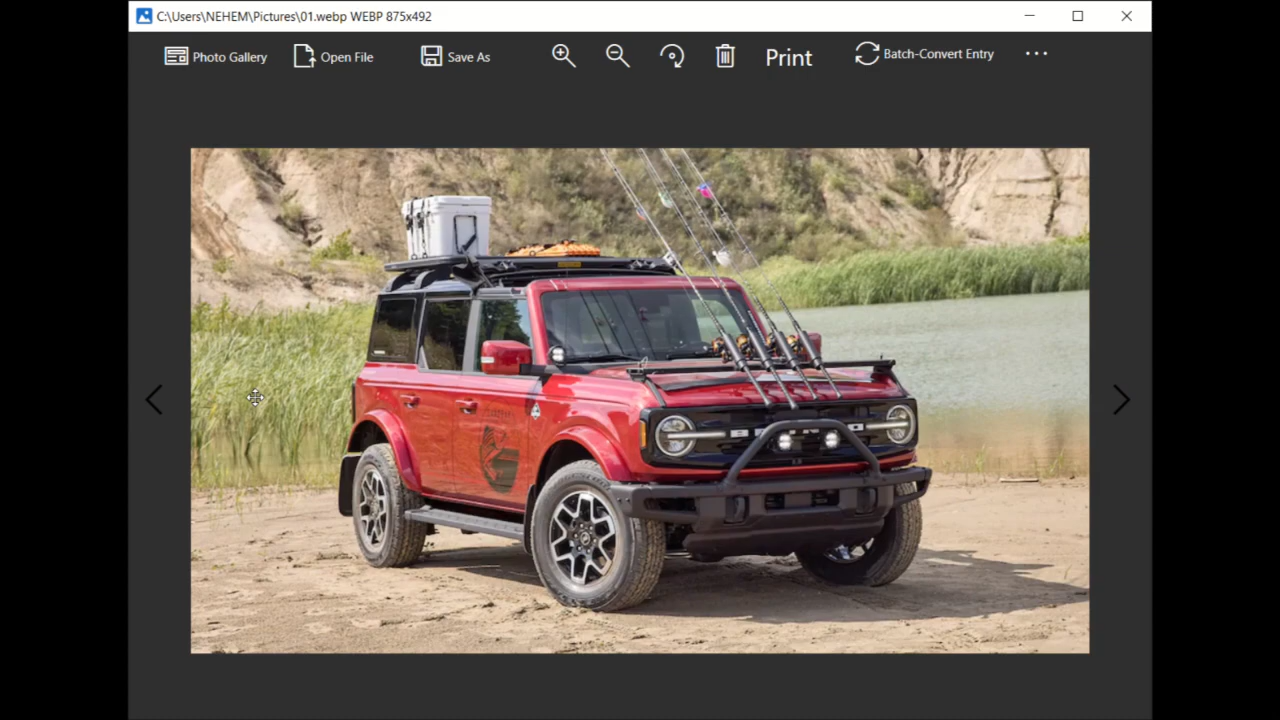 C:\Users\NEHEM\Pictures\01.webp WEBP 875x492
Photo Gallery
Open File
Save As
Print
Batch-Convert Entry